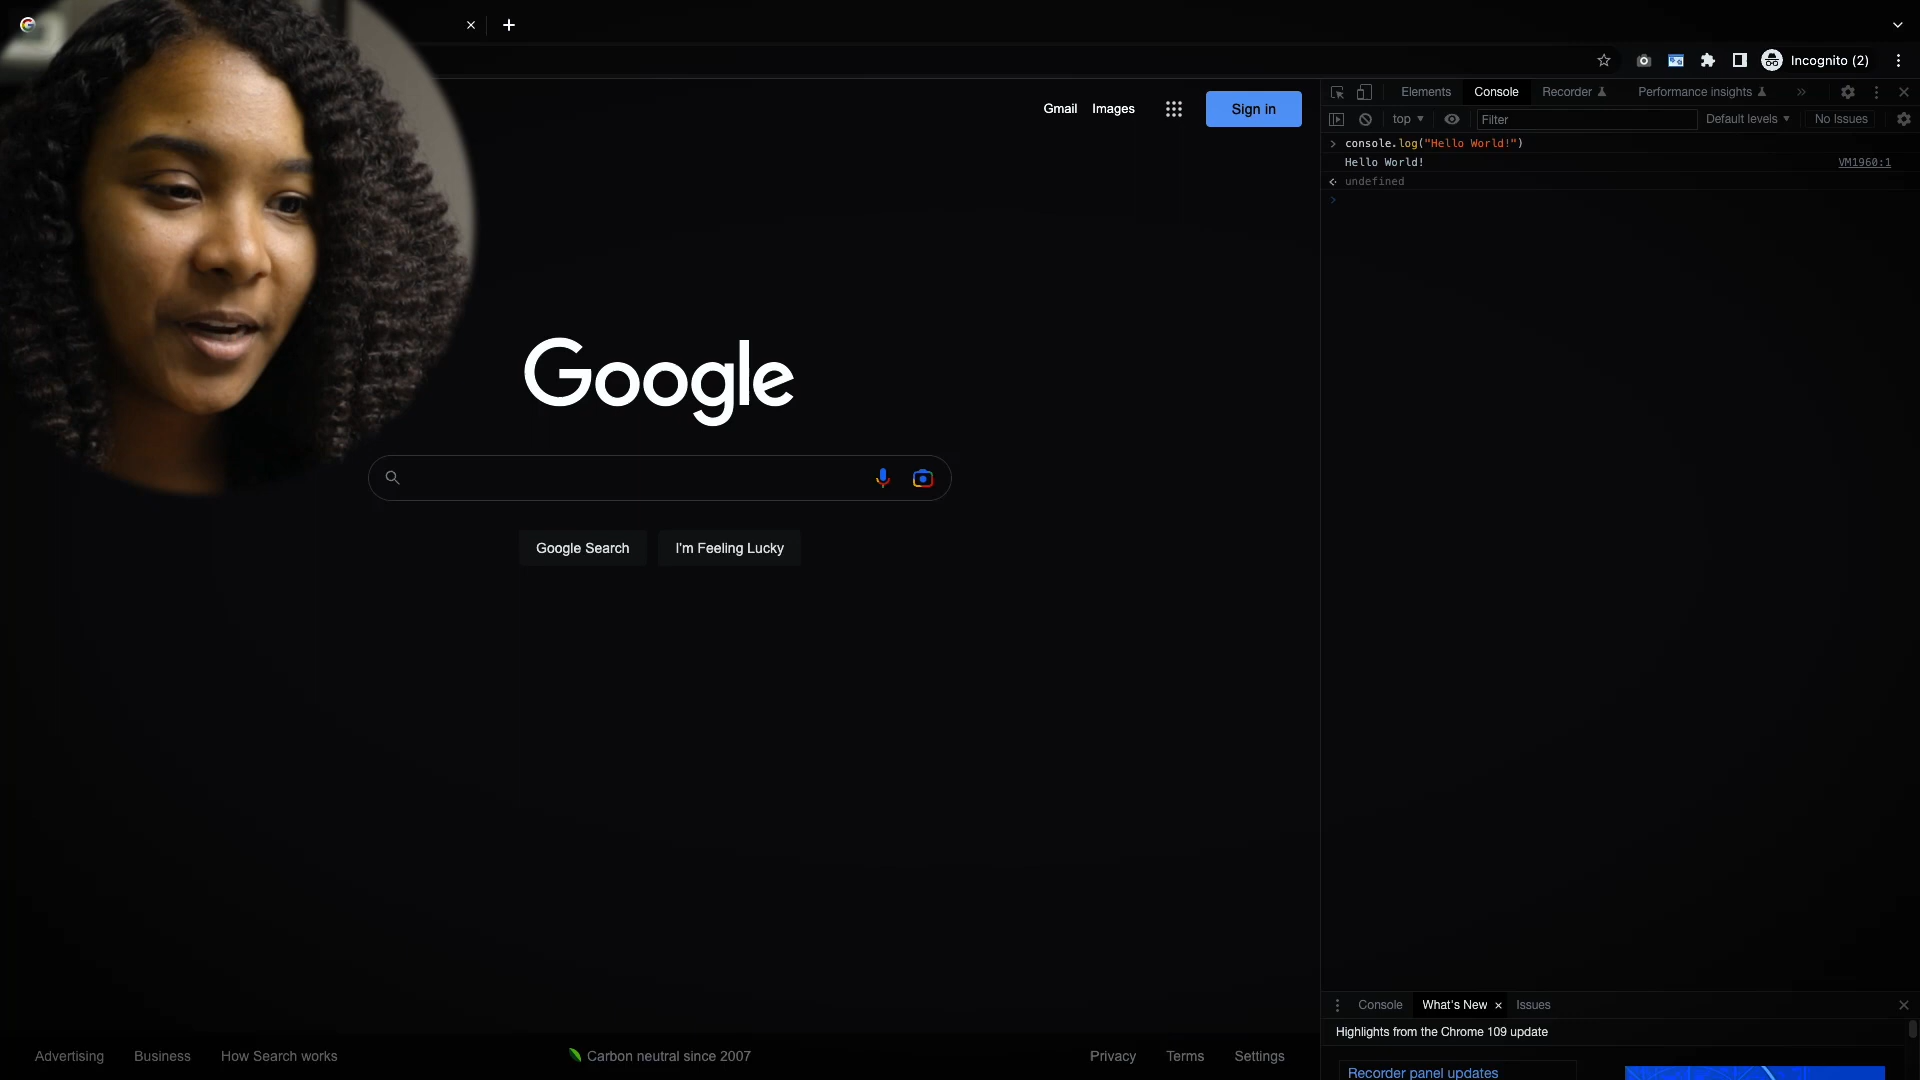 Incognito (2)
Gmail Images Sign in
Elements Console Recorder Performance insights »
top Filter Default levels No Issues
> console.log("Hello World!")
Hello World! VM1960:1
undefined
>
Google
Google Search I'm Feeling Lucky
Console What's New × Issues
Highlights from the Chrome 109 update
Recorder panel updates
Advertising Business How Search works Carbon neutral since 2007 Privacy Terms Settings